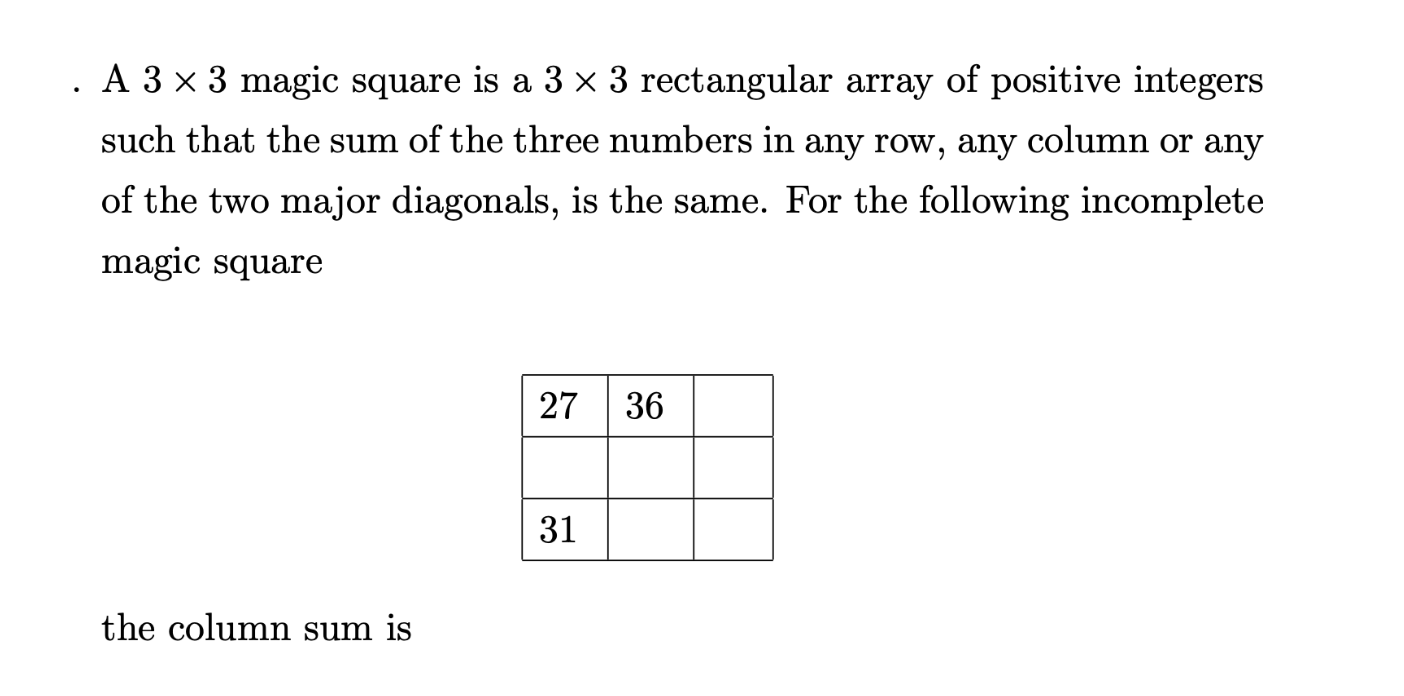 . A 3 × 3 magic square is a 3 × 3 rectangular array of positive integers
such that the sum of the three numbers in any row, any column or any
of the two major diagonals, is the same. For the following incomplete
magic square
27 36
31
the column sum is